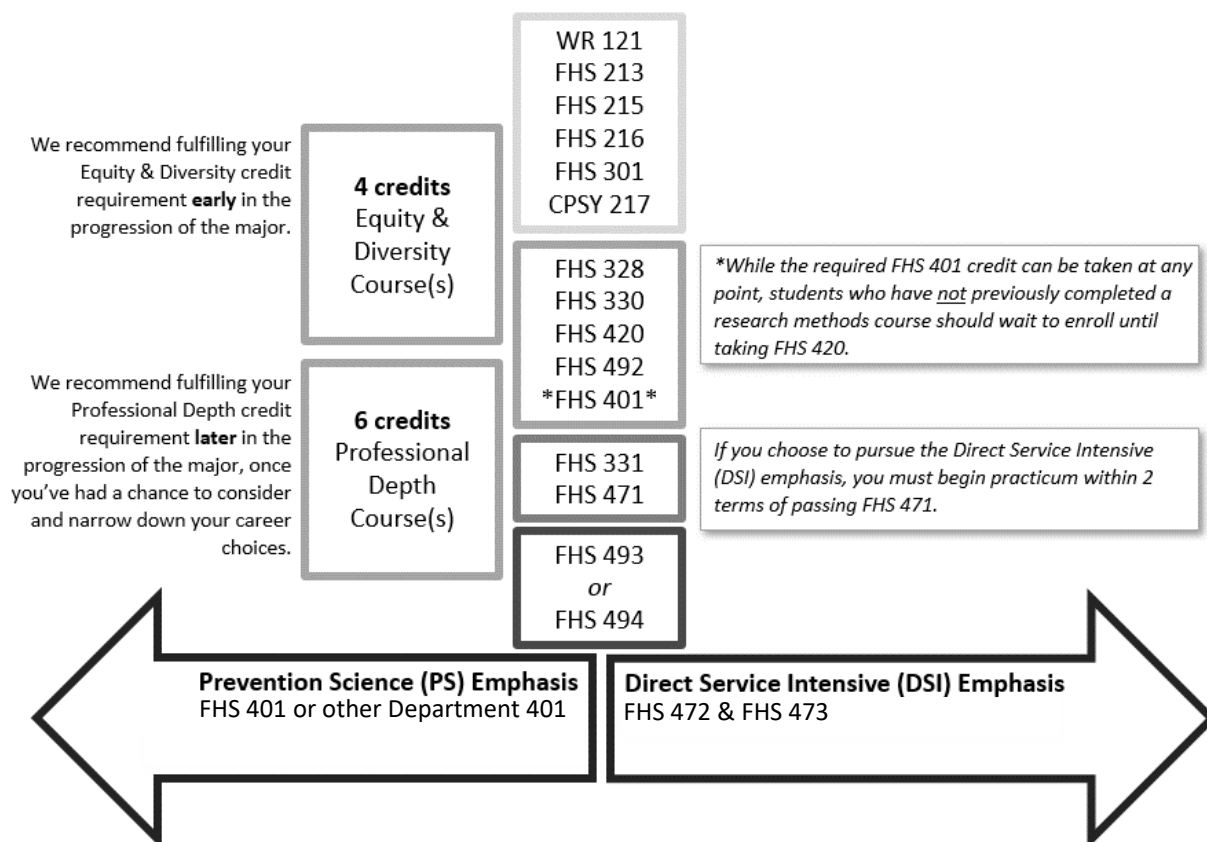 WR 121
FHS 213
FHS 215
FHS 216
FHS 301
CPSY 217
We recommend fulfilling your
Equity & Diversity credit
requirement early in the
progression of the major.
4 credits
Equity &
Diversity
Course(s)
FHS 328
FHS 330
FHS 420
FHS 492
*FHS 401*
*While the required FHS 401 credit can be taken at any
point, students who have not previously completed a
research methods course should wait to enroll until
taking FHS 420.
We recommend fulfilling your
Professional Depth credit
requirement later in the
progression of the major, once
you've had a chance to consider
and narrow down your career
choices.
6 credits
Professional
Depth
Course(s)
FHS 331
FHS 471
If you choose to pursue the Direct Service Intensive
(DSI) emphasis, you must begin practicum within 2
terms of passing FHS 471.
FHS 493
or
FHS 494
Prevention Science (PS) Emphasis
FHS 401 or other Department 401
Direct Service Intensive (DSI) Emphasis
FHS 472 & FHS 473